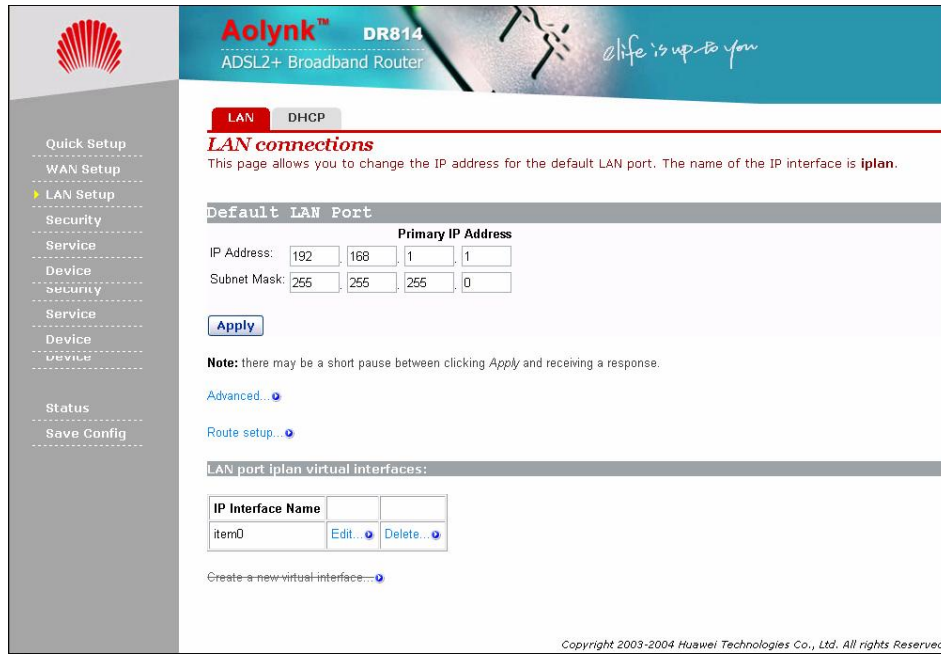 Aolynk™ DR814
ADSL2+ Broadband Router
a life is up to you
LAN DHCP
Quick Setup
WAN Setup
LAN Setup
Security
Service
Device
Security
Service
Device
Device
Status
Save Config
LAN connections
This page allows you to change the IP address for the default LAN port. The name of the IP interface is iplan.
Default LAN Port
Primary IP Address
IP Address: 192 . 168 . 1 . 1
Subnet Mask: 255 . 255 . 255 . 0
Apply
Note: there may be a short pause between clicking Apply and receiving a response.
Advanced...
Route setup...
LAN port iplan virtual interfaces:
IP Interface Name
item0 Edit... Delete...
Create a new virtual interface...
Copyright 2003-2004 Huawei Technologies Co., Ltd. All rights Reserved